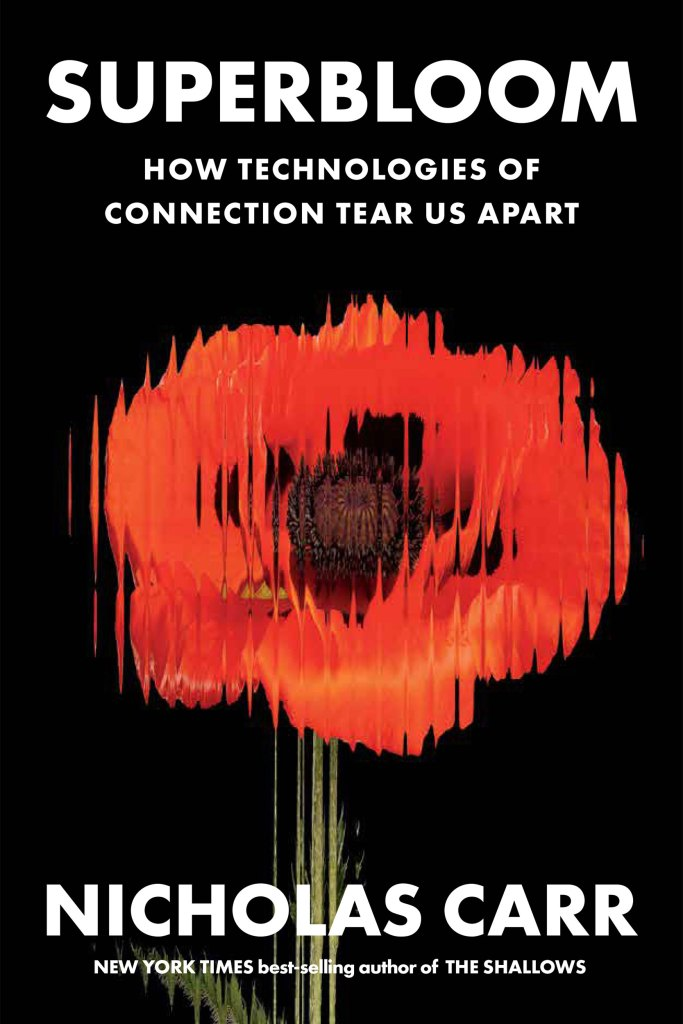 SUPERBLOOM
HOW TECHNOLOGIES OF
CONNECTION TEAR US APART
NICHOLAS CARR
NEW YORK TIMES best-selling author of THE SHALLOWS